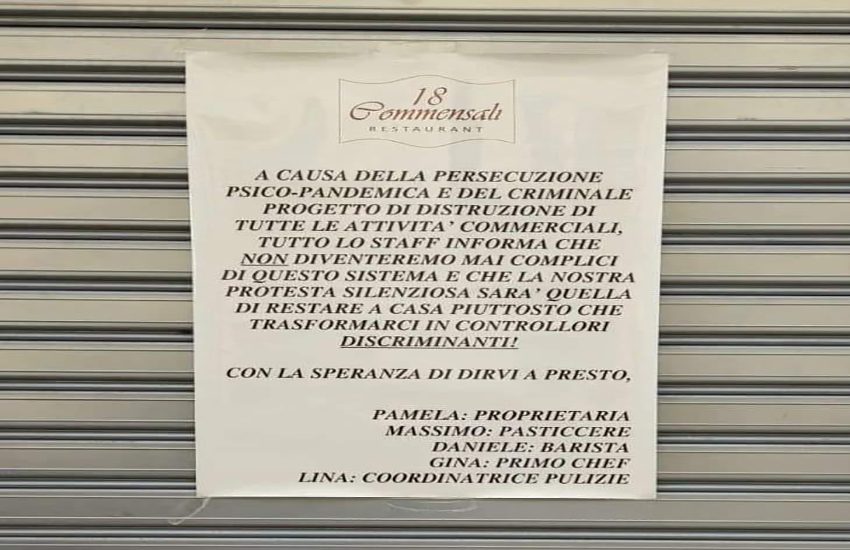 18
Commensali
RESTAURANT
A CAUSA DELLA PERSECUZIONE
PSICO-PANDEMICA E DEL CRIMINALE
PROGETTO DI DISTRUZIONE DI
TUTTE LE ATTIVITA' COMMERCIALI,
TUTTO LO STAFF INFORMA CHE
NON DIVENTEREMO MAI COMPLICI
DI QUESTO SISTEMA E CHE LA NOSTRA
PROTESTA SILENZIOSA SARA' QUELLA
DI RESTARE A CASA PIUTTOSTO CHE
TRASFORMARCI IN CONTROLLORI
DISCRIMINANTI!
CON LA SPERANZA DI DIRVI A PRESTO,
PAMELA: PROPRIETARIA
MASSIMO: PASTICCERE
DANIELE: BARISTA
GINA: PRIMO CHEF
LINA: COORDINATRICE PULIZIE